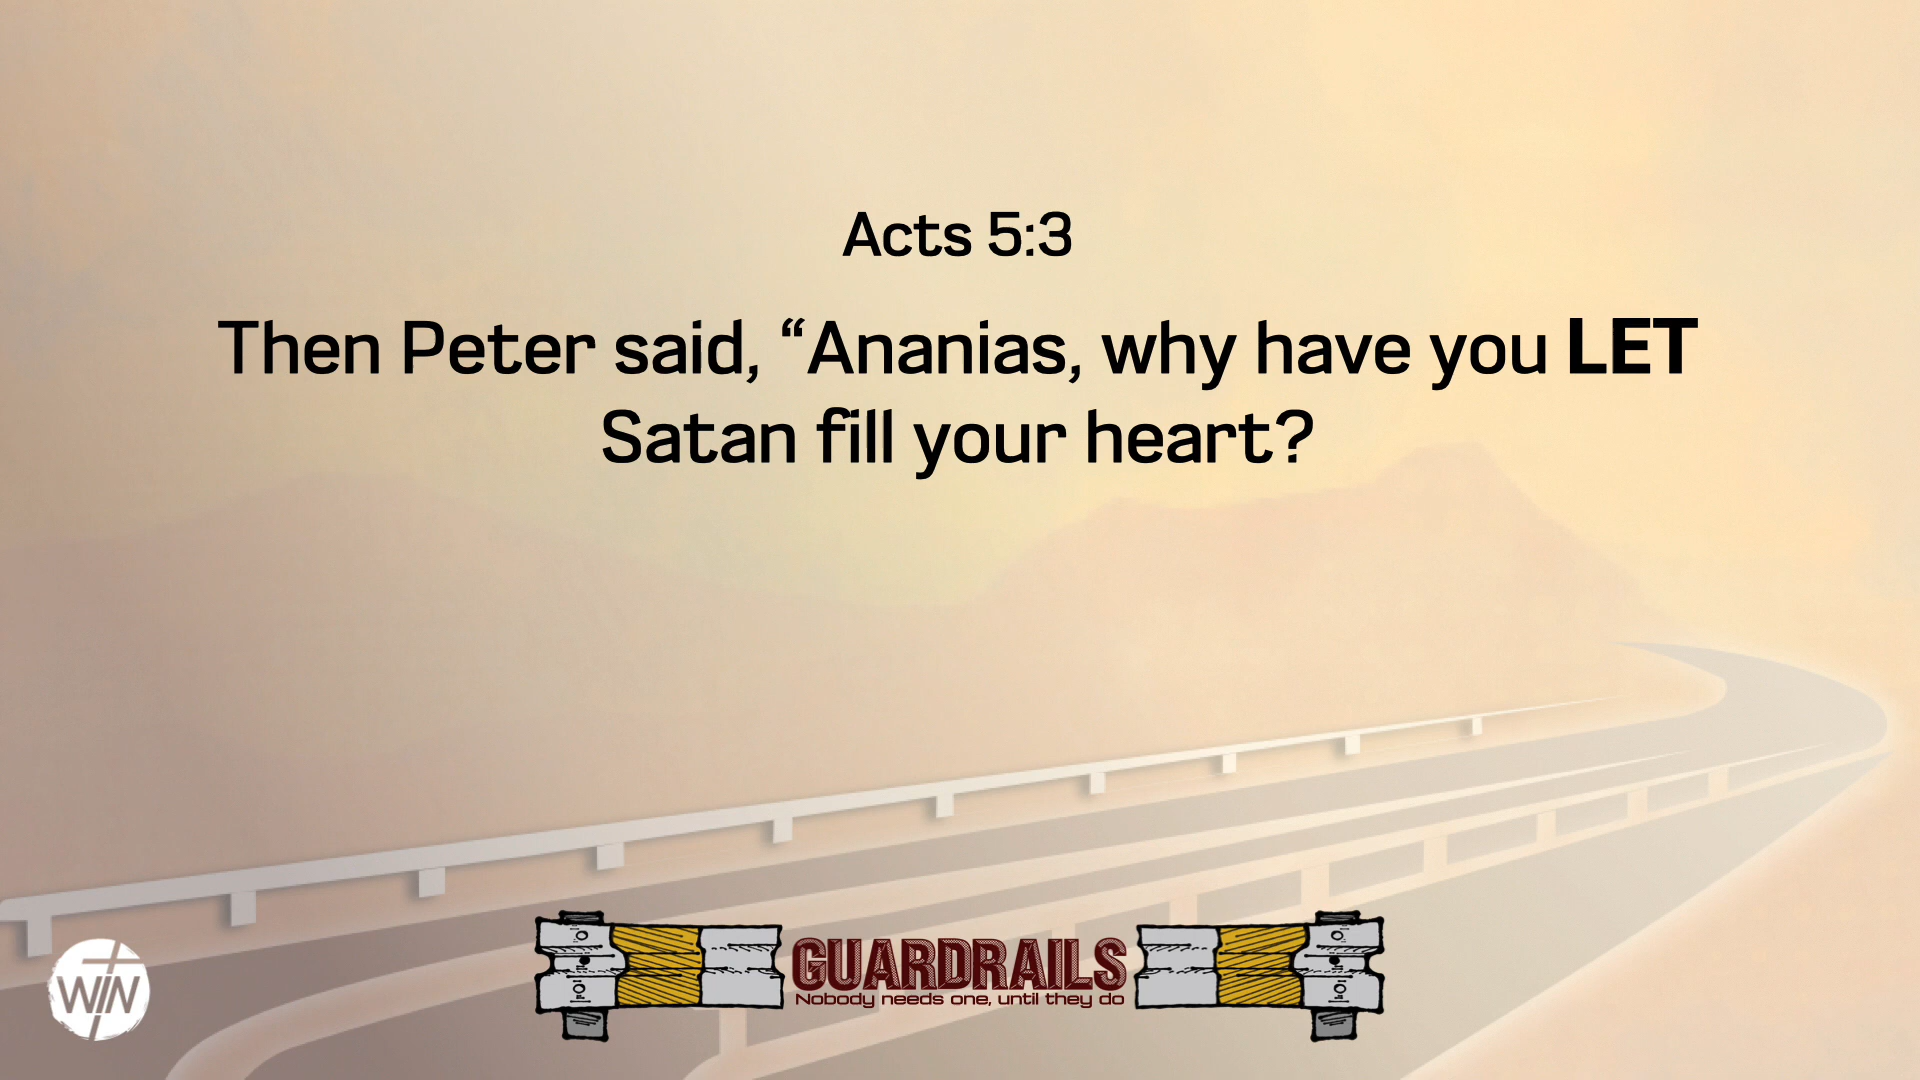 Acts 5:3
Then Peter said, “Ananias, why have you LET
Satan fill your heart?
GUARDRAILS
Nobody needs one, until they do
WIN